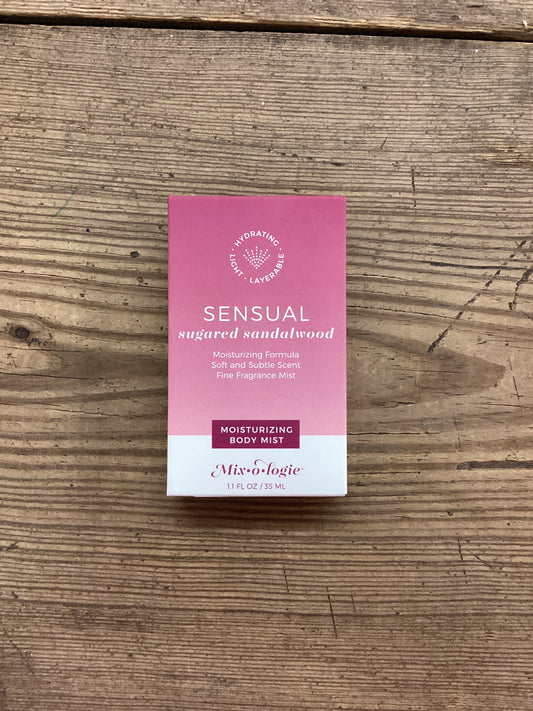 HYDRATING
LIGHT · LAYERABLE
SENSUAL
sugared sandalwood
Moisturizing Formula
Soft and Subtle Scent
Fine Fragrance Mist
MOISTURIZING
BODY MIST
Mix·o·logie™
1.1 FL OZ / 35 ML